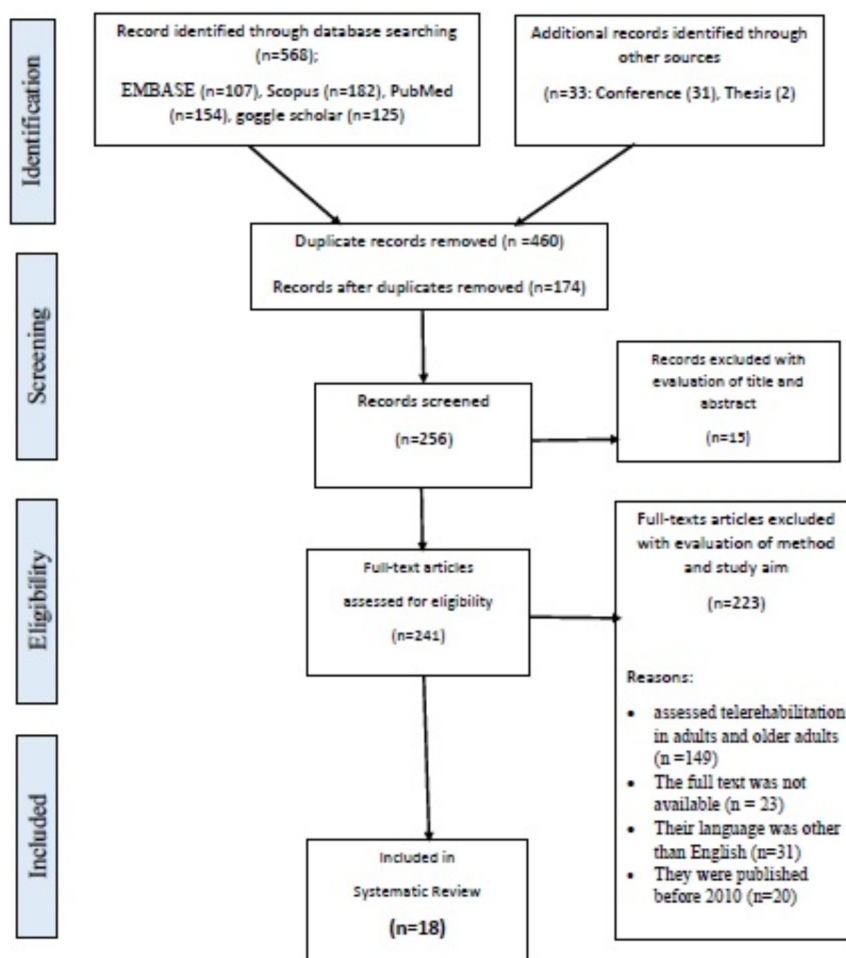 Identification
Record identified through database searching
(n=568);
EMBASE (n=107), Scopus (n=182), PubMed
(n=154), goggle scholar (n=125)
Additional records identified through
other sources
(n=33: Conference (31), Thesis (2)
Duplicate records removed (n =460)
Records after duplicates removed (n=174)
Screening
Records screened
(n=256)
Records excluded with
evaluation of title and
abstract
(n=15)
Eligibility
Full-text articles
assessed for eligibility
(n=241)
Full-texts articles excluded
with evaluation of method
and study aim
(n=223)
Reasons:
• assessed telerehabilitation
in adults and older adults
(n =149)
• The full text was not
available (n = 23)
• Their language was other
than English (n=31)
• They were published
before 2010 (n=20)
Included
Included in
Systematic Review
(n=18)